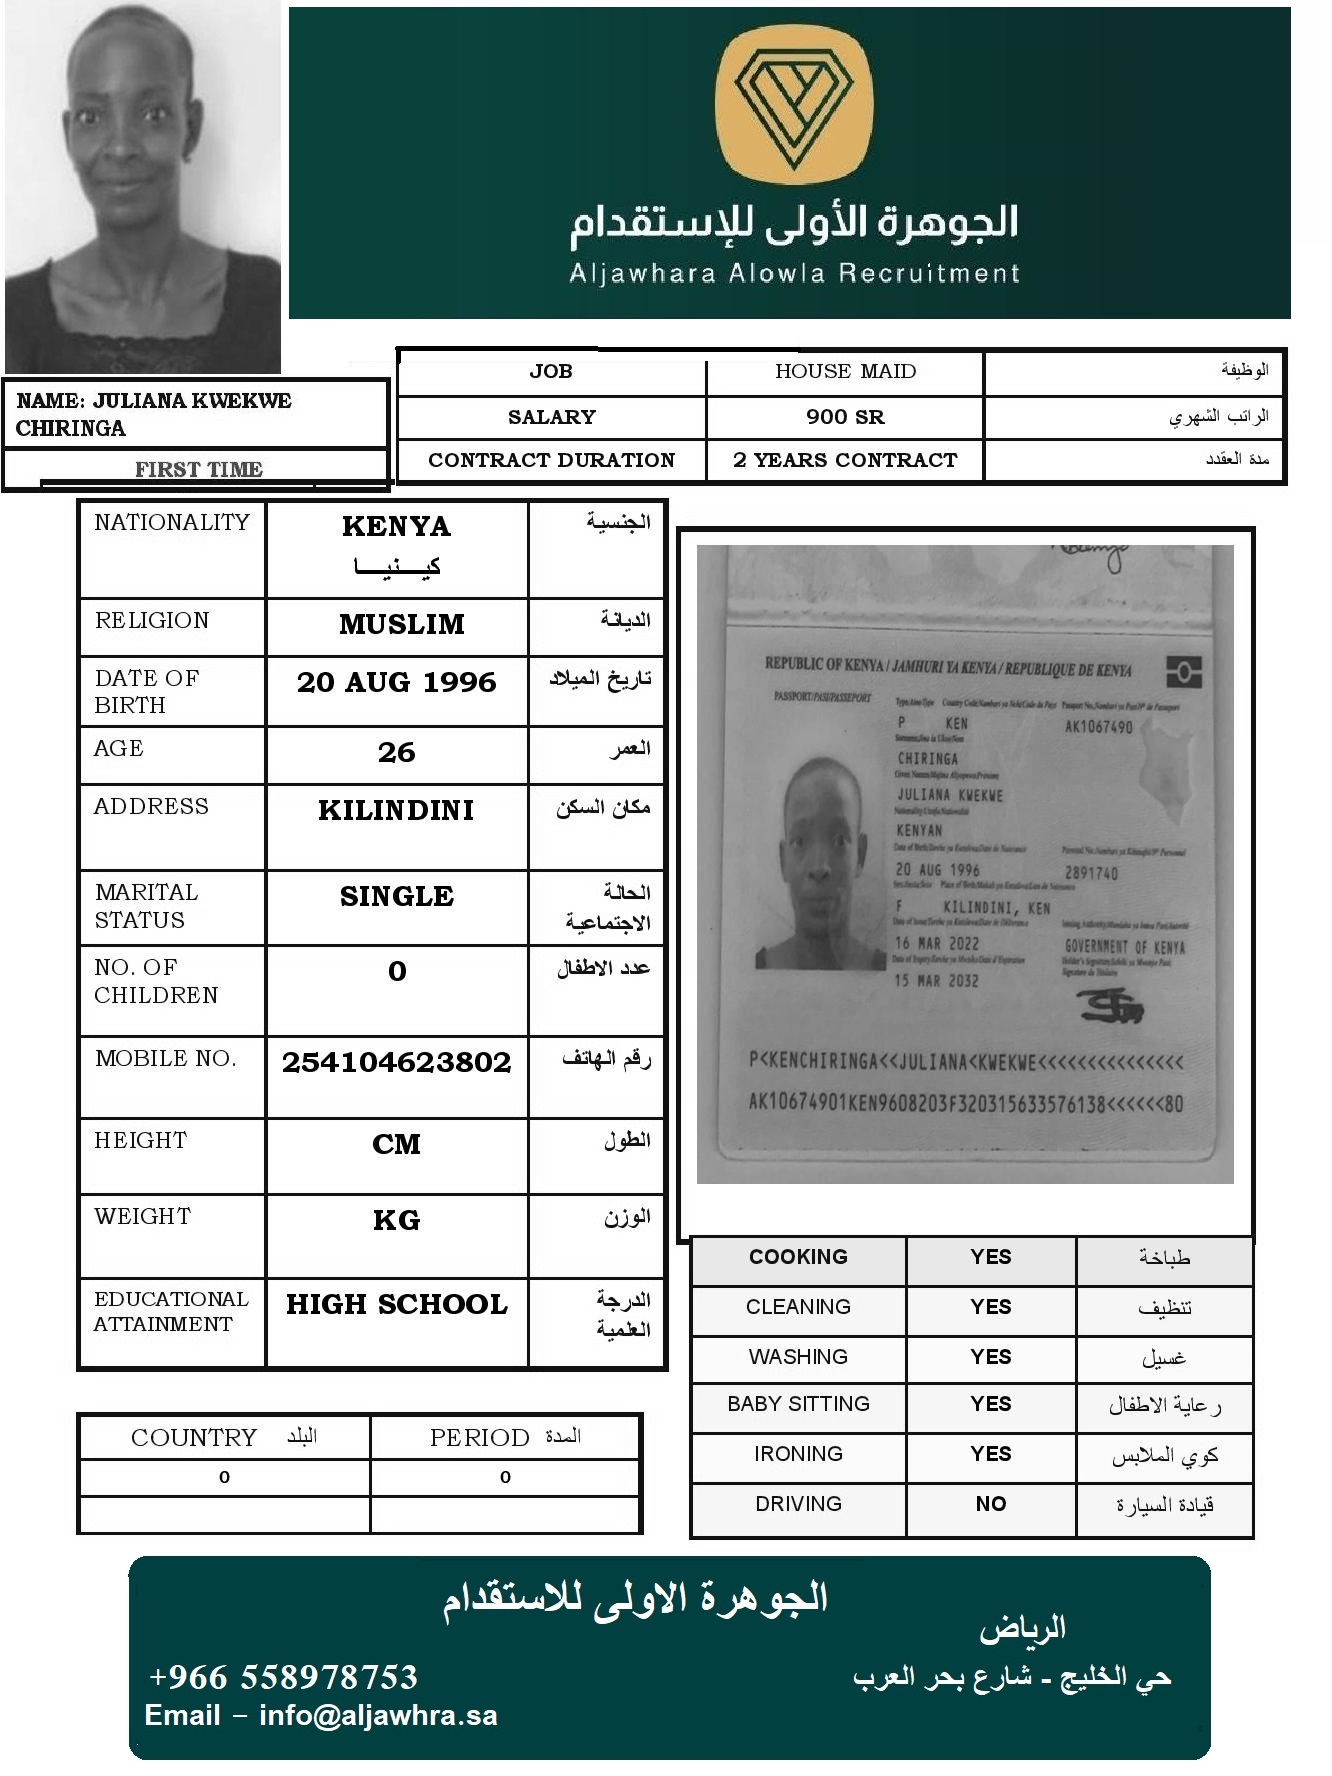 الجوهرة الأولى للإستقدام
Aljawhara Alowla Recruitment
NAME: JULIANA KWEKWE
CHIRINGA
FIRST TIME
JOB HOUSE MAID الوظيفة
SALARY 900 SR الراتب الشهري
CONTRACT DURATION 2 YEARS CONTRACT مدة العقدد
NATIONALITY KENYA الجنسية
كيـــنيـــا
RELIGION MUSLIM الديانة
DATE OF
BIRTH 20 AUG 1996 تاريخ الميلاد
AGE 26 العمر
ADDRESS KILINDINI مكان السكن
MARITAL
STATUS SINGLE الحالة
الاجتماعية
NO. OF
CHILDREN 0 عدد الاطفال
MOBILE NO. 254104623802 رقم الهاتف
HEIGHT CM الطول
WEIGHT KG الوزن
EDUCATIONAL
ATTAINMENT HIGH SCHOOL الدرجة
العلمية
COUNTRY البلد PERIOD المدة
0 0
REPUBLIC OF KENYA / JAMHURI YA KENYA / REPUBLIQUE DE KENYA
PASSPORT/PASI/PASSEPORT
P KEN AK1067490
CHIRINGA
JULIANA KWEKWE
KENYAN
20 AUG 1996 2891740
F KILINDINI, KEN
16 MAR 2022 GOVERNMENT OF KENYA
15 MAR 2032
P<KENCHIRINGA<<JULIANA<KWEKWE<<<<<<<<<<<<<<<
AK10674901KEN9608203F320315633576138<<<<<<80
COOKING YES طباخة
CLEANING YES تنظيف
WASHING YES غسيل
BABY SITTING YES رعاية الاطفال
IRONING YES كوي الملابس
DRIVING NO قيادة السيارة
الجوهرة الاولى للاستقدام
الرياض
حي الخليج - شارع بحر العرب
+966 558978753
Email – info@aljawhra.sa